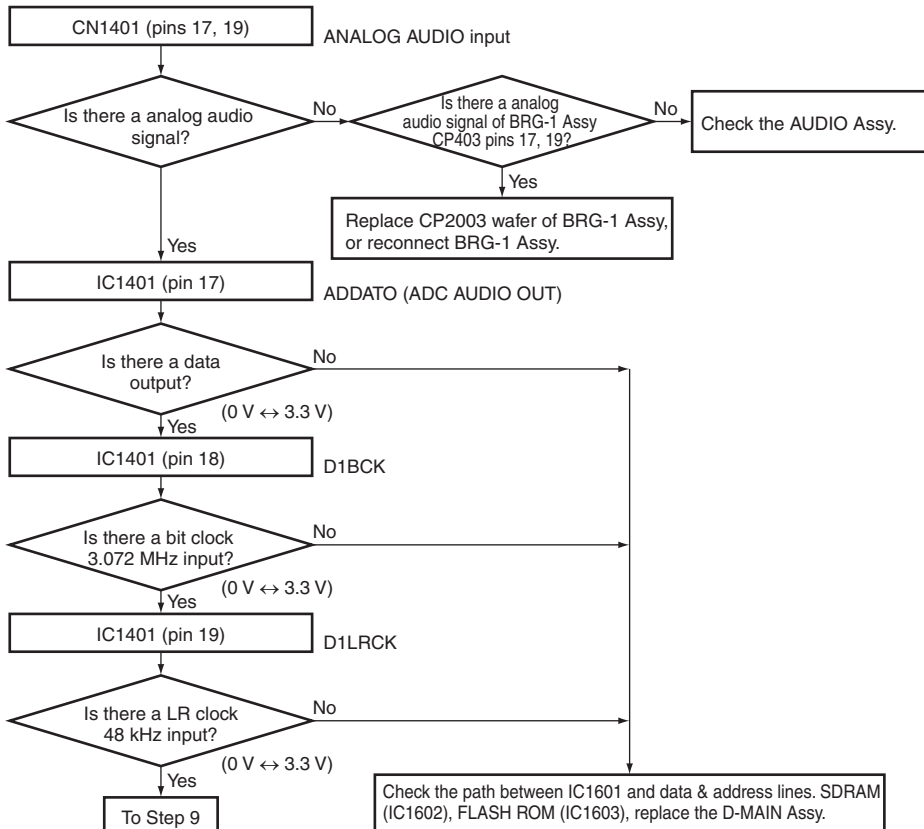 CN1401 (pins 17, 19)
ANALOG AUDIO input
Is there a analog audio
signal?
No
Is there a analog
audio signal of BRG-1 Assy
CP403 pins 17, 19?
No
Check the AUDIO Assy.
Yes
Replace CP2003 wafer of BRG-1 Assy,
or reconnect BRG-1 Assy.
Yes
IC1401 (pin 17)
ADDATO (ADC AUDIO OUT)
Is there a data
output?
No
(0 V ↔ 3.3 V)
Yes
IC1401 (pin 18)
D1BCK
Is there a bit clock
3.072 MHz input?
No
(0 V ↔ 3.3 V)
Yes
IC1401 (pin 19)
D1LRCK
Is there a LR clock
48 kHz input?
No
(0 V ↔ 3.3 V)
Yes
To Step 9
Check the path between IC1601 and data & address lines. SDRAM
(IC1602), FLASH ROM (IC1603), replace the D-MAIN Assy.